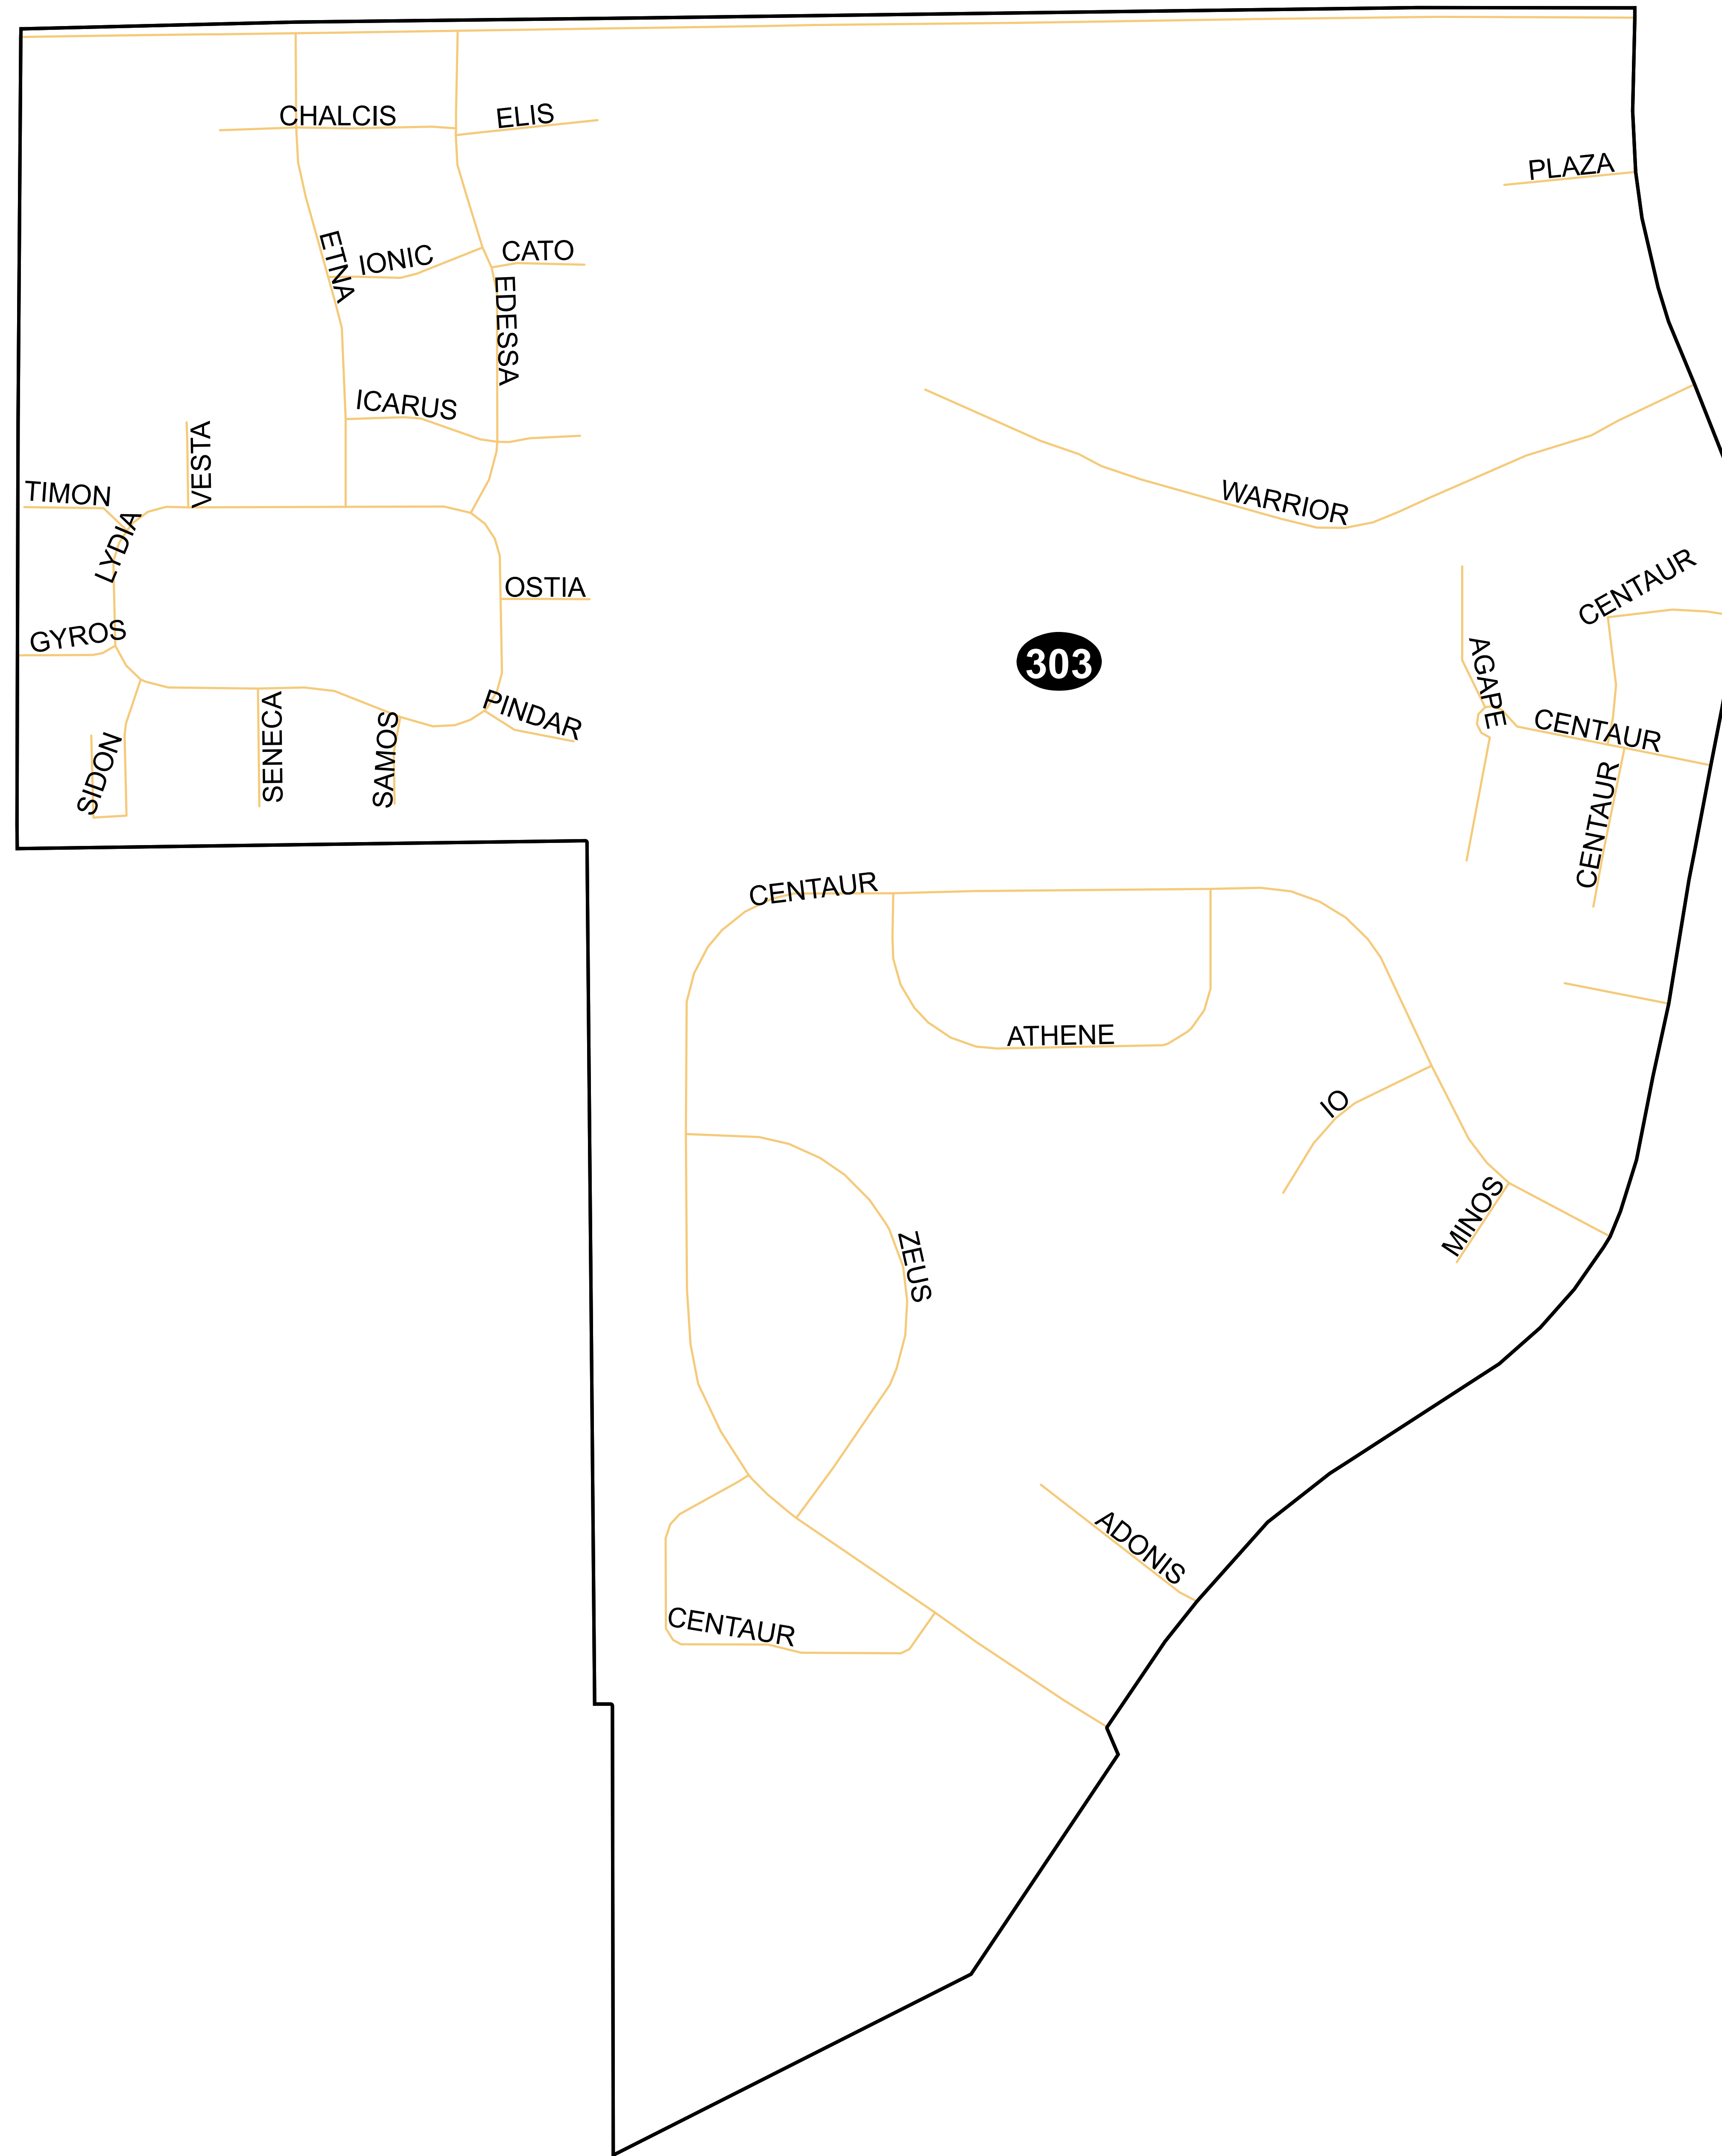 CHALCIS
ELIS
PLAZA
ETNA
IONIC
CATO
EDESSA
ICARUS
VESTA
TIMON
WARRIOR
LYDIA
CENTAUR
OSTIA
GYROS
303
AGAPE
PINDAR
CENTAUR
SIDON
SENECA
SAMOS
CENTAUR
CENTAUR
ATHENE
IO
MINOS
ZEUS
ADONIS
CENTAUR